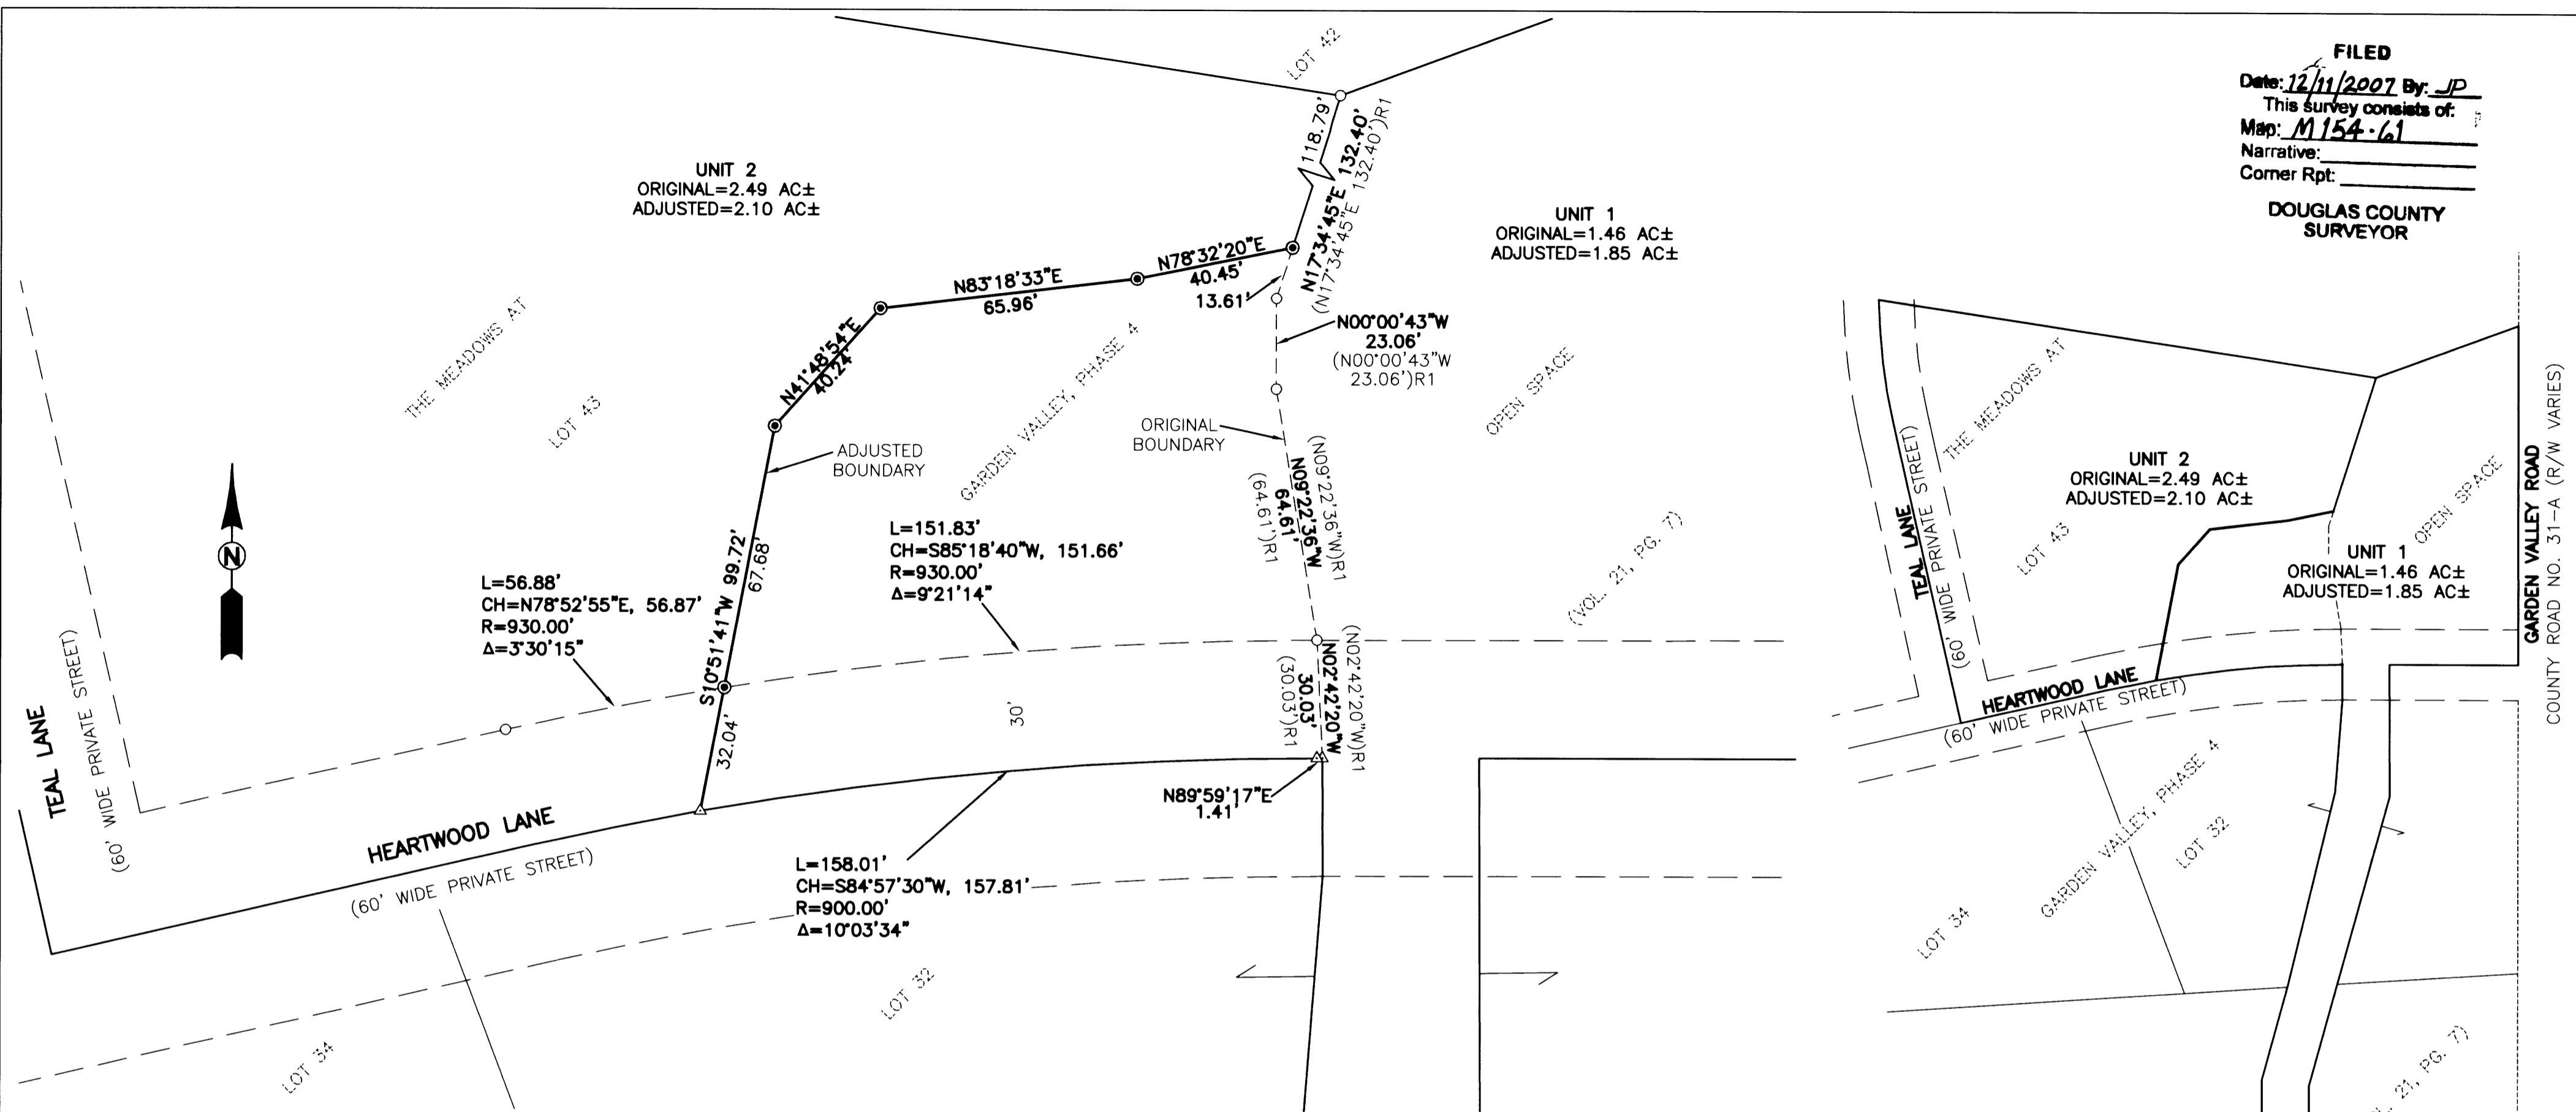 LOT 42
FILED
Date: 12/11/2007 By: JP
This survey consists of:
Map: M154-61
Narrative:
Corner Rpt:
DOUGLAS COUNTY
SURVEYOR
UNIT 2
ORIGINAL=2.49 AC±
ADJUSTED=2.10 AC±
118.79'
N17°34'45"E 132.40'
(N17°34'45"E 132.40')R1
UNIT 1
ORIGINAL=1.46 AC±
ADJUSTED=1.85 AC±
N78°32'20"E
40.45'
13.61'
N83°18'33"E
65.96'
N41°48'54"E
40.24'
N00°00'43"W
23.06'
(N00°00'43"W
23.06')R1
THE MEADOWS AT
LOT 43
GARDEN VALLEY, PHASE 4
OPEN SPACE
(VOL. 21, PG. 7)
ORIGINAL
BOUNDARY
ADJUSTED
BOUNDARY
(N09°22'36"W)R1
N09°22'36"W
64.61'
(64.61')R1
N
S10°51'41"W 99.72'
67.68'
32.04'
L=151.83'
CH=S85°18'40"W, 151.66'
R=930.00'
Δ=9°21'14"
L=56.88'
CH=N78°52'55"E, 56.87'
R=930.00'
Δ=3°30'15"
30'
(N02°42'20"W)R1
N02°42'20"W
30.03'
(30.03')R1
N89°59'17"E
1.41'
TEAL LANE
(60' WIDE PRIVATE STREET)
HEARTWOOD LANE
(60' WIDE PRIVATE STREET)
L=158.01'
CH=S84°57'30"W, 157.81'
R=900.00'
Δ=10°03'34"
LOT 32
LOT 34
THE MEADOWS AT
UNIT 2
ORIGINAL=2.49 AC±
ADJUSTED=2.10 AC±
LOT 43
OPEN SPACE
UNIT 1
ORIGINAL=1.46 AC±
ADJUSTED=1.85 AC±
TEAL LANE
(60' WIDE PRIVATE STREET)
HEARTWOOD LANE
(60' WIDE PRIVATE STREET)
GARDEN VALLEY ROAD
COUNTY ROAD NO. 31-A (R/W VARIES)
GARDEN VALLEY, PHASE 4
LOT 32
LOT 34
21, PG. 7)